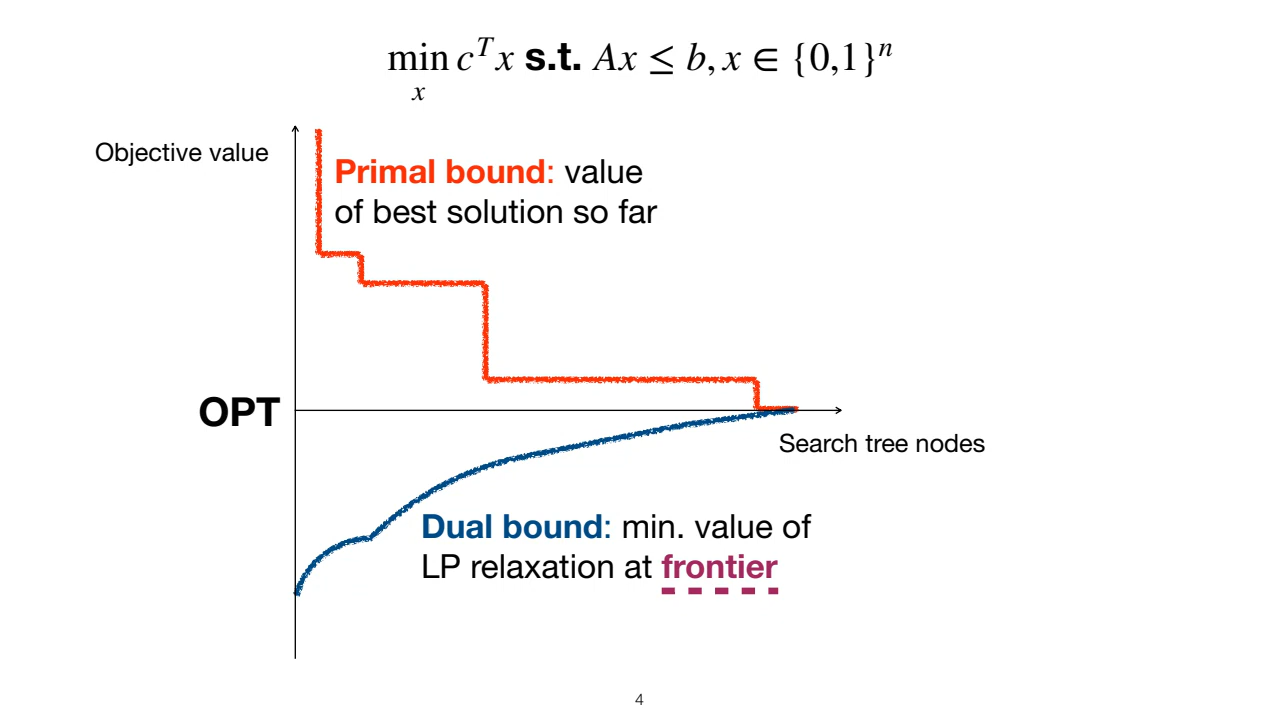 min c^T x s.t. Ax ≤ b, x ∈ {0,1}^n
x
Objective value
Primal bound: value
of best solution so far
OPT
Search tree nodes
Dual bound: min. value of
LP relaxation at frontier
4